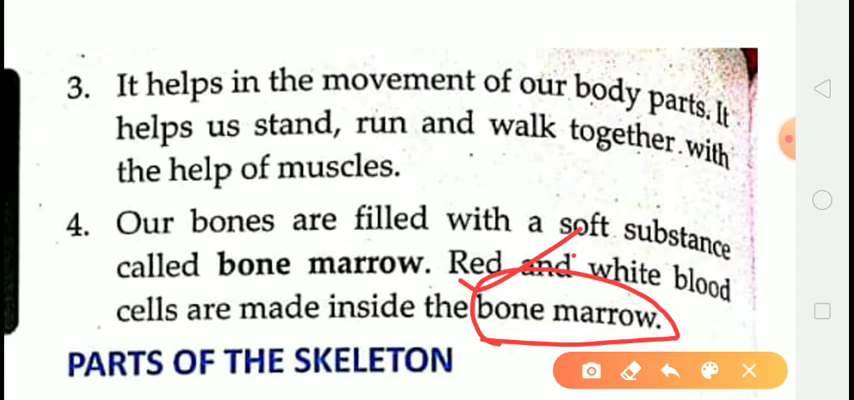 3. It helps in the movement of our body parts. It
helps us stand, run and walk together with
the help of muscles.
4. Our bones are filled with a soft substance
called bone marrow. Red and white blood
cells are made inside the bone marrow.
PARTS OF THE SKELETON